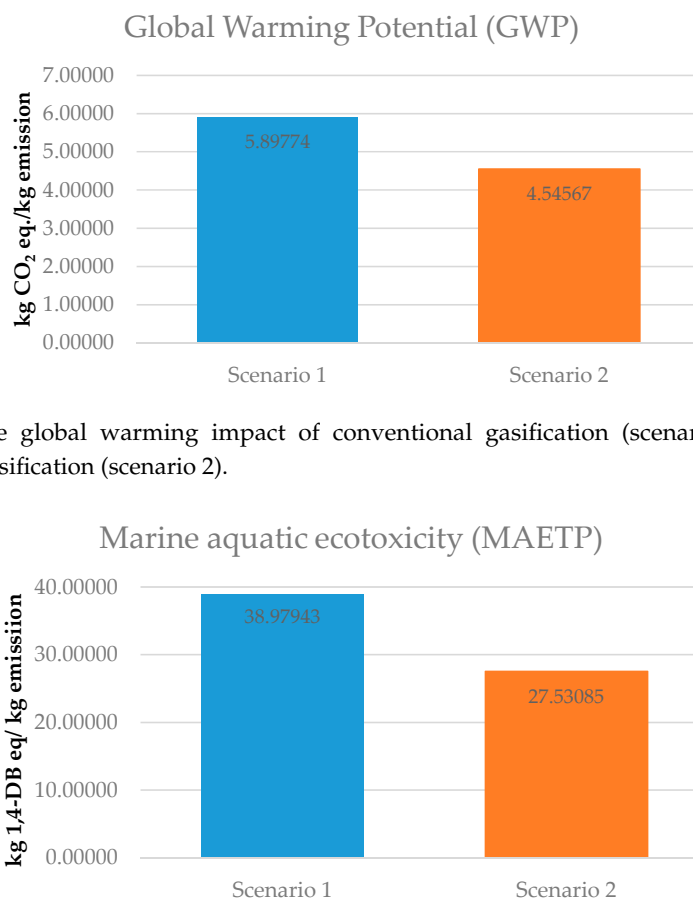 Global Warming Potential (GWP)
7.00000
6.00000
5.00000
4.00000
3.00000
2.00000
1.00000
0.00000
kg CO₂ eq./kg emission
5.89774
4.54567
Scenario 1
Scenario 2
global warming impact of conventional gasification
(scenario 2).
Marine aquatic ecotoxicity (MAETP)
40.00000
30.00000
20.00000
10.00000
0.00000
kg 1,4-DB eq/ kg emissiion
38.97943
27.53085
Scenario 1
Scenario 2